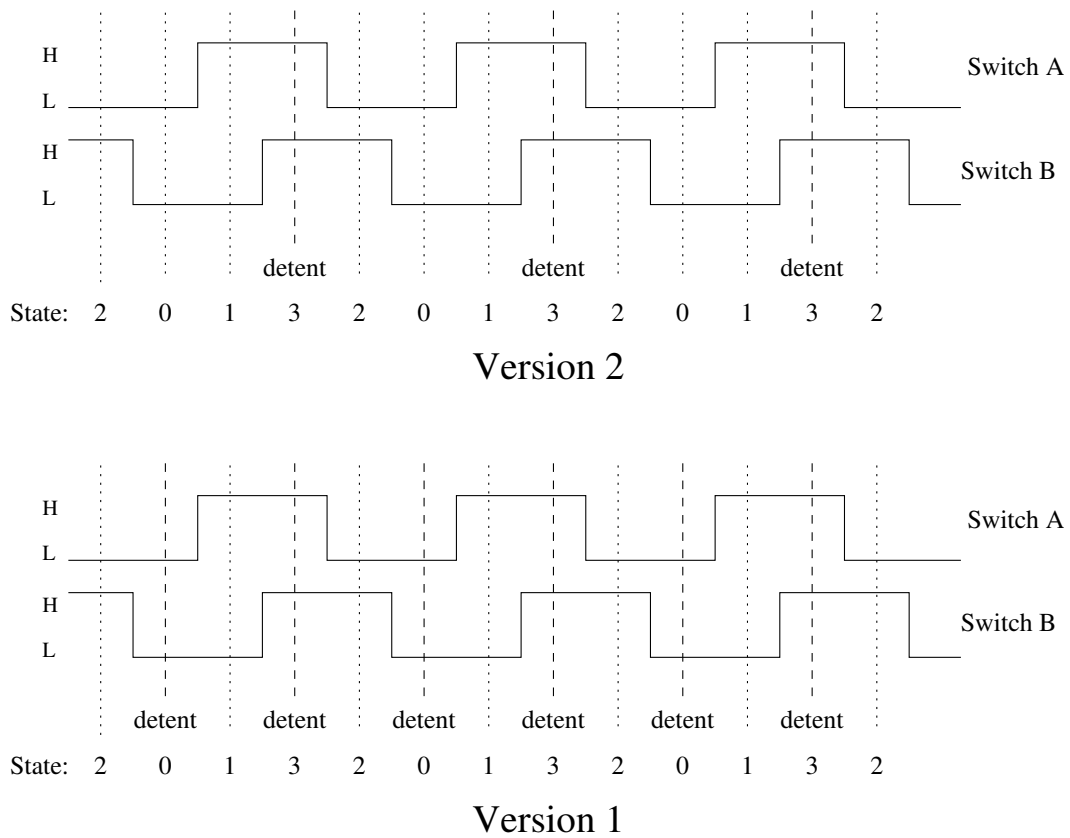 H
Switch A
L
H
Switch B
L
detent detent detent
State: 2 0 1 3 2 0 1 3 2 0 1 3 2
Version 2
H
Switch A
L
H
Switch B
L
detent detent detent detent detent detent
State: 2 0 1 3 2 0 1 3 2 0 1 3 2
Version 1